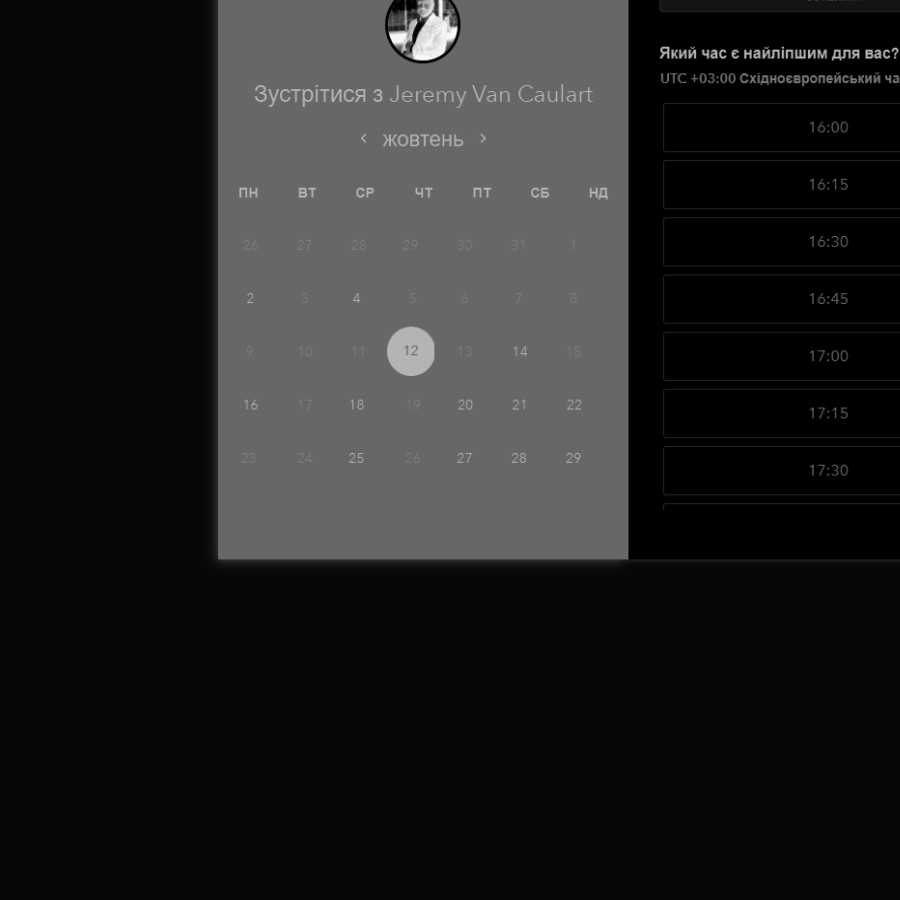 Зустрітися з Jeremy Van Caulart
жовтень
ПН ВТ СР ЧТ ПТ СБ НД
26 27 28 29 30 31 1
2 3 4 5 6 7 8
9 10 11 12 13 14 15
16 17 18 19 20 21 22
23 24 25 26 27 28 29
Який час є найліпшим для вас?
UTC +03:00 Східноєвропейський ча
16:00
16:15
16:30
16:45
17:00
17:15
17:30